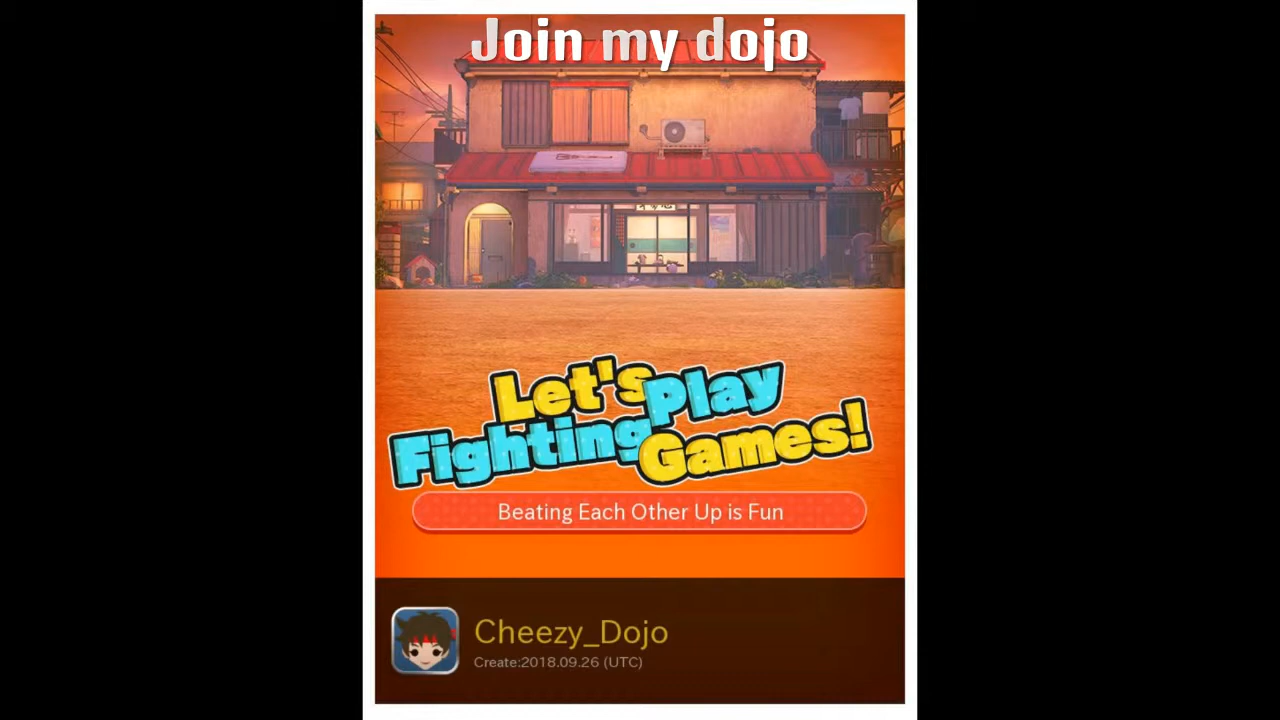 Join my dojo
Let's Play
Fighting Games!
Beating Each Other Up is Fun
Cheezy_Dojo
Create:2018.09.26 (UTC)